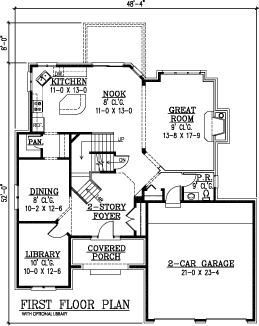 48'-4"
8'-0"
DW
KITCHEN
11-0 X 13-0
NOOK
8' CL'G.
11-0 X 13-0
GREAT
ROOM
9' CL'G.
13-8 X 17-9
REF.
PAN.
UP
DN
P.R.
9' CL'G.
52'-0"
DINING
8' CL'G.
10-2 X 12-6
2-STORY
FOYER
LIBRARY
10' CL'G.
10-0 X 12-6
COVERED
PORCH
2-CAR GARAGE
21-0 X 23-4
FIRST FLOOR PLAN
WITH OPTIONAL LIBRARY